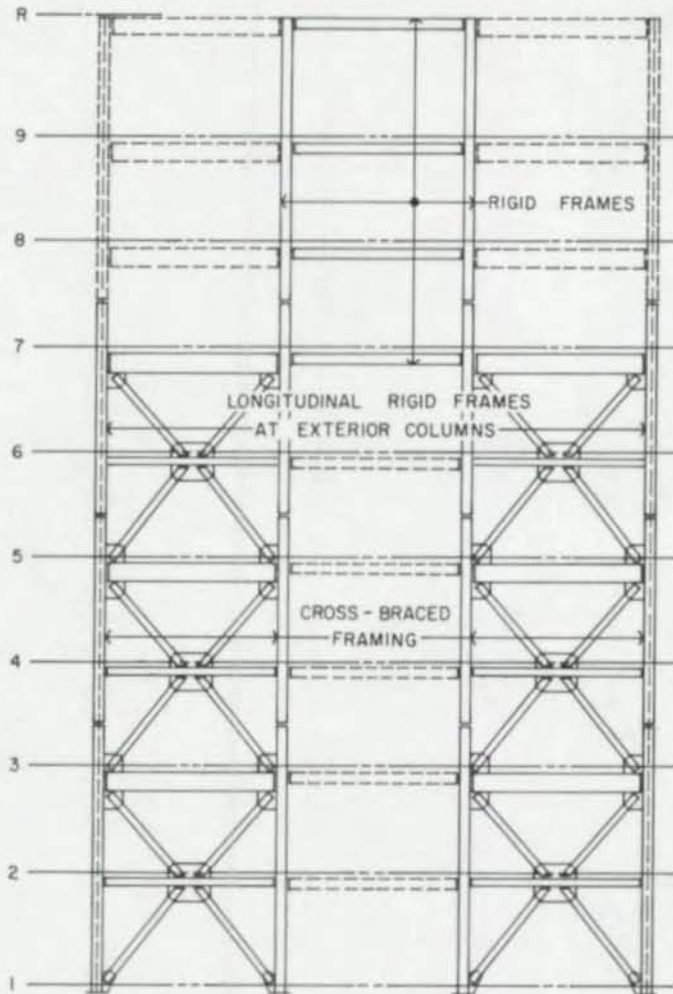 R
9
RIGID FRAMES
8
7
LONGITUDINAL RIGID FRAMES
AT EXTERIOR COLUMNS
6
5
CROSS-BRACED
FRAMING
4
3
2
1